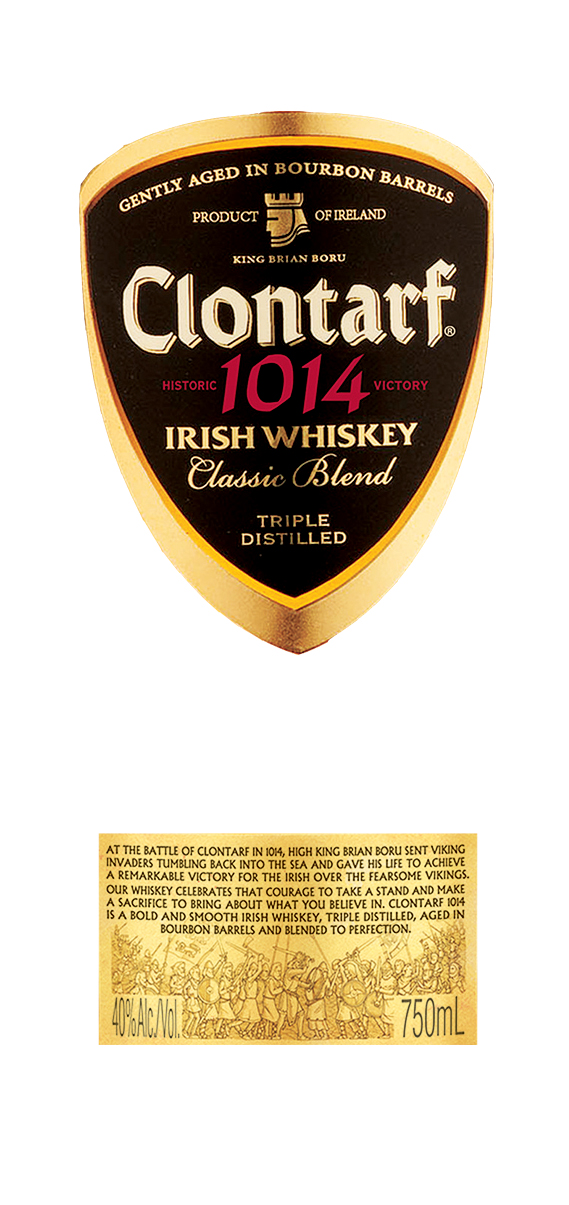 GENTLY AGED IN BOURBON BARRELS
PRODUCT OF IRELAND
KING BRIAN BORU
Clontarf®
HISTORIC 1014 VICTORY
IRISH WHISKEY
Classic Blend
TRIPLE
DISTILLED
AT THE BATTLE OF CLONTARF IN 1014, HIGH KING BRIAN BORU SENT VIKING
INVADERS TUMBLING BACK INTO THE SEA AND GAVE HIS LIFE TO ACHIEVE
A REMARKABLE VICTORY FOR THE IRISH OVER THE FEARSOME VIKINGS.
OUR WHISKEY CELEBRATES THAT COURAGE TO TAKE A STAND AND MAKE
A SACRIFICE TO BRING ABOUT WHAT YOU BELIEVE IN. CLONTARF 1014
IS A BOLD AND SMOOTH IRISH WHISKEY, TRIPLE DISTILLED, AGED IN
BOURBON BARRELS AND BLENDED TO PERFECTION.
40%Alc./Vol. 750mL